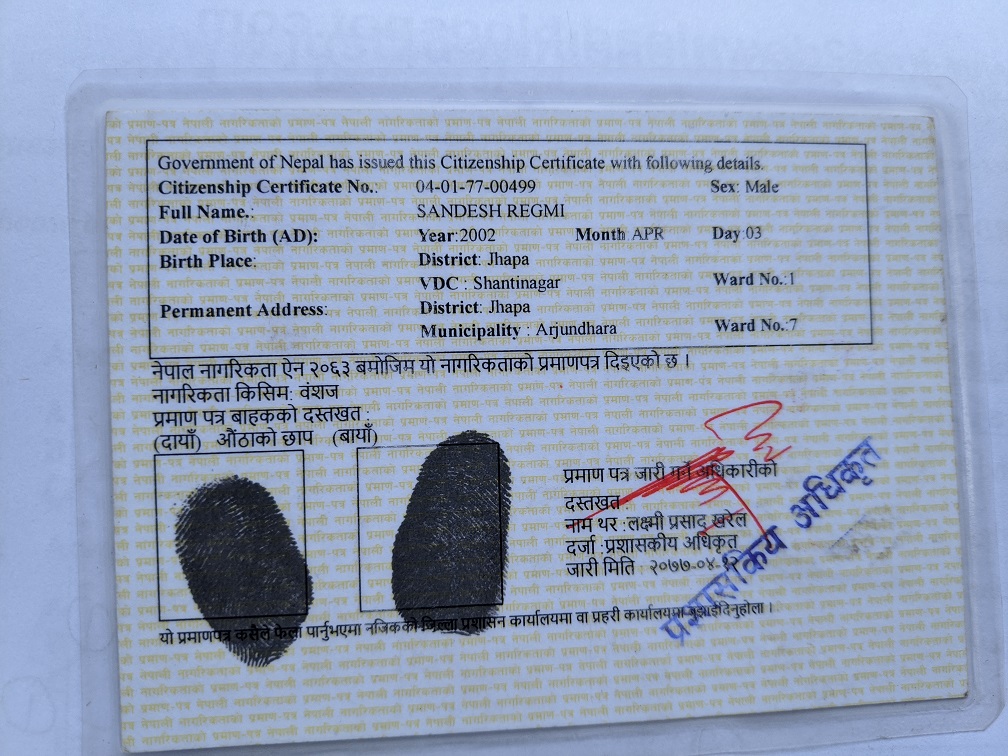 Government of Nepal has issued this Citizenship Certificate with following details.
Citizenship Certificate No.: 04-01-77-00499 Sex: Male
Full Name.: SANDESH REGMI
Date of Birth (AD): Year:2002 Month APR Day:03
Birth Place: District: Jhapa
VDC : Shantinagar Ward No.:1
Permanent Address: District: Jhapa
Municipality : Arjundhara Ward No.:7
नेपाल नागरिकता ऐन २०६३ बमोजिम यो नागरिकताको प्रमाणपत्र दिइएको छ ।
नागरिकता किसिम: वंशज
प्रमाण पत्र बाहकको दस्तखत :
(दायाँ) औंठाको छाप (बायाँ)
प्रमाण पत्र जारी गर्ने अधिकारीको
दस्तखत :
नाम थर :लक्ष्मी प्रसाद खरेल
दर्जा :प्रशासकीय अधिकृत
जारी मिति : २०७७-०४-१२
प्रशासकिय अधिकृत
यो प्रमाणपत्र कसैले फेला पार्नुभएमा नजिकको जिल्ला प्रशासन कार्यालयमा वा प्रहरी कार्यालयमा बुझाईदिनुहोला ।